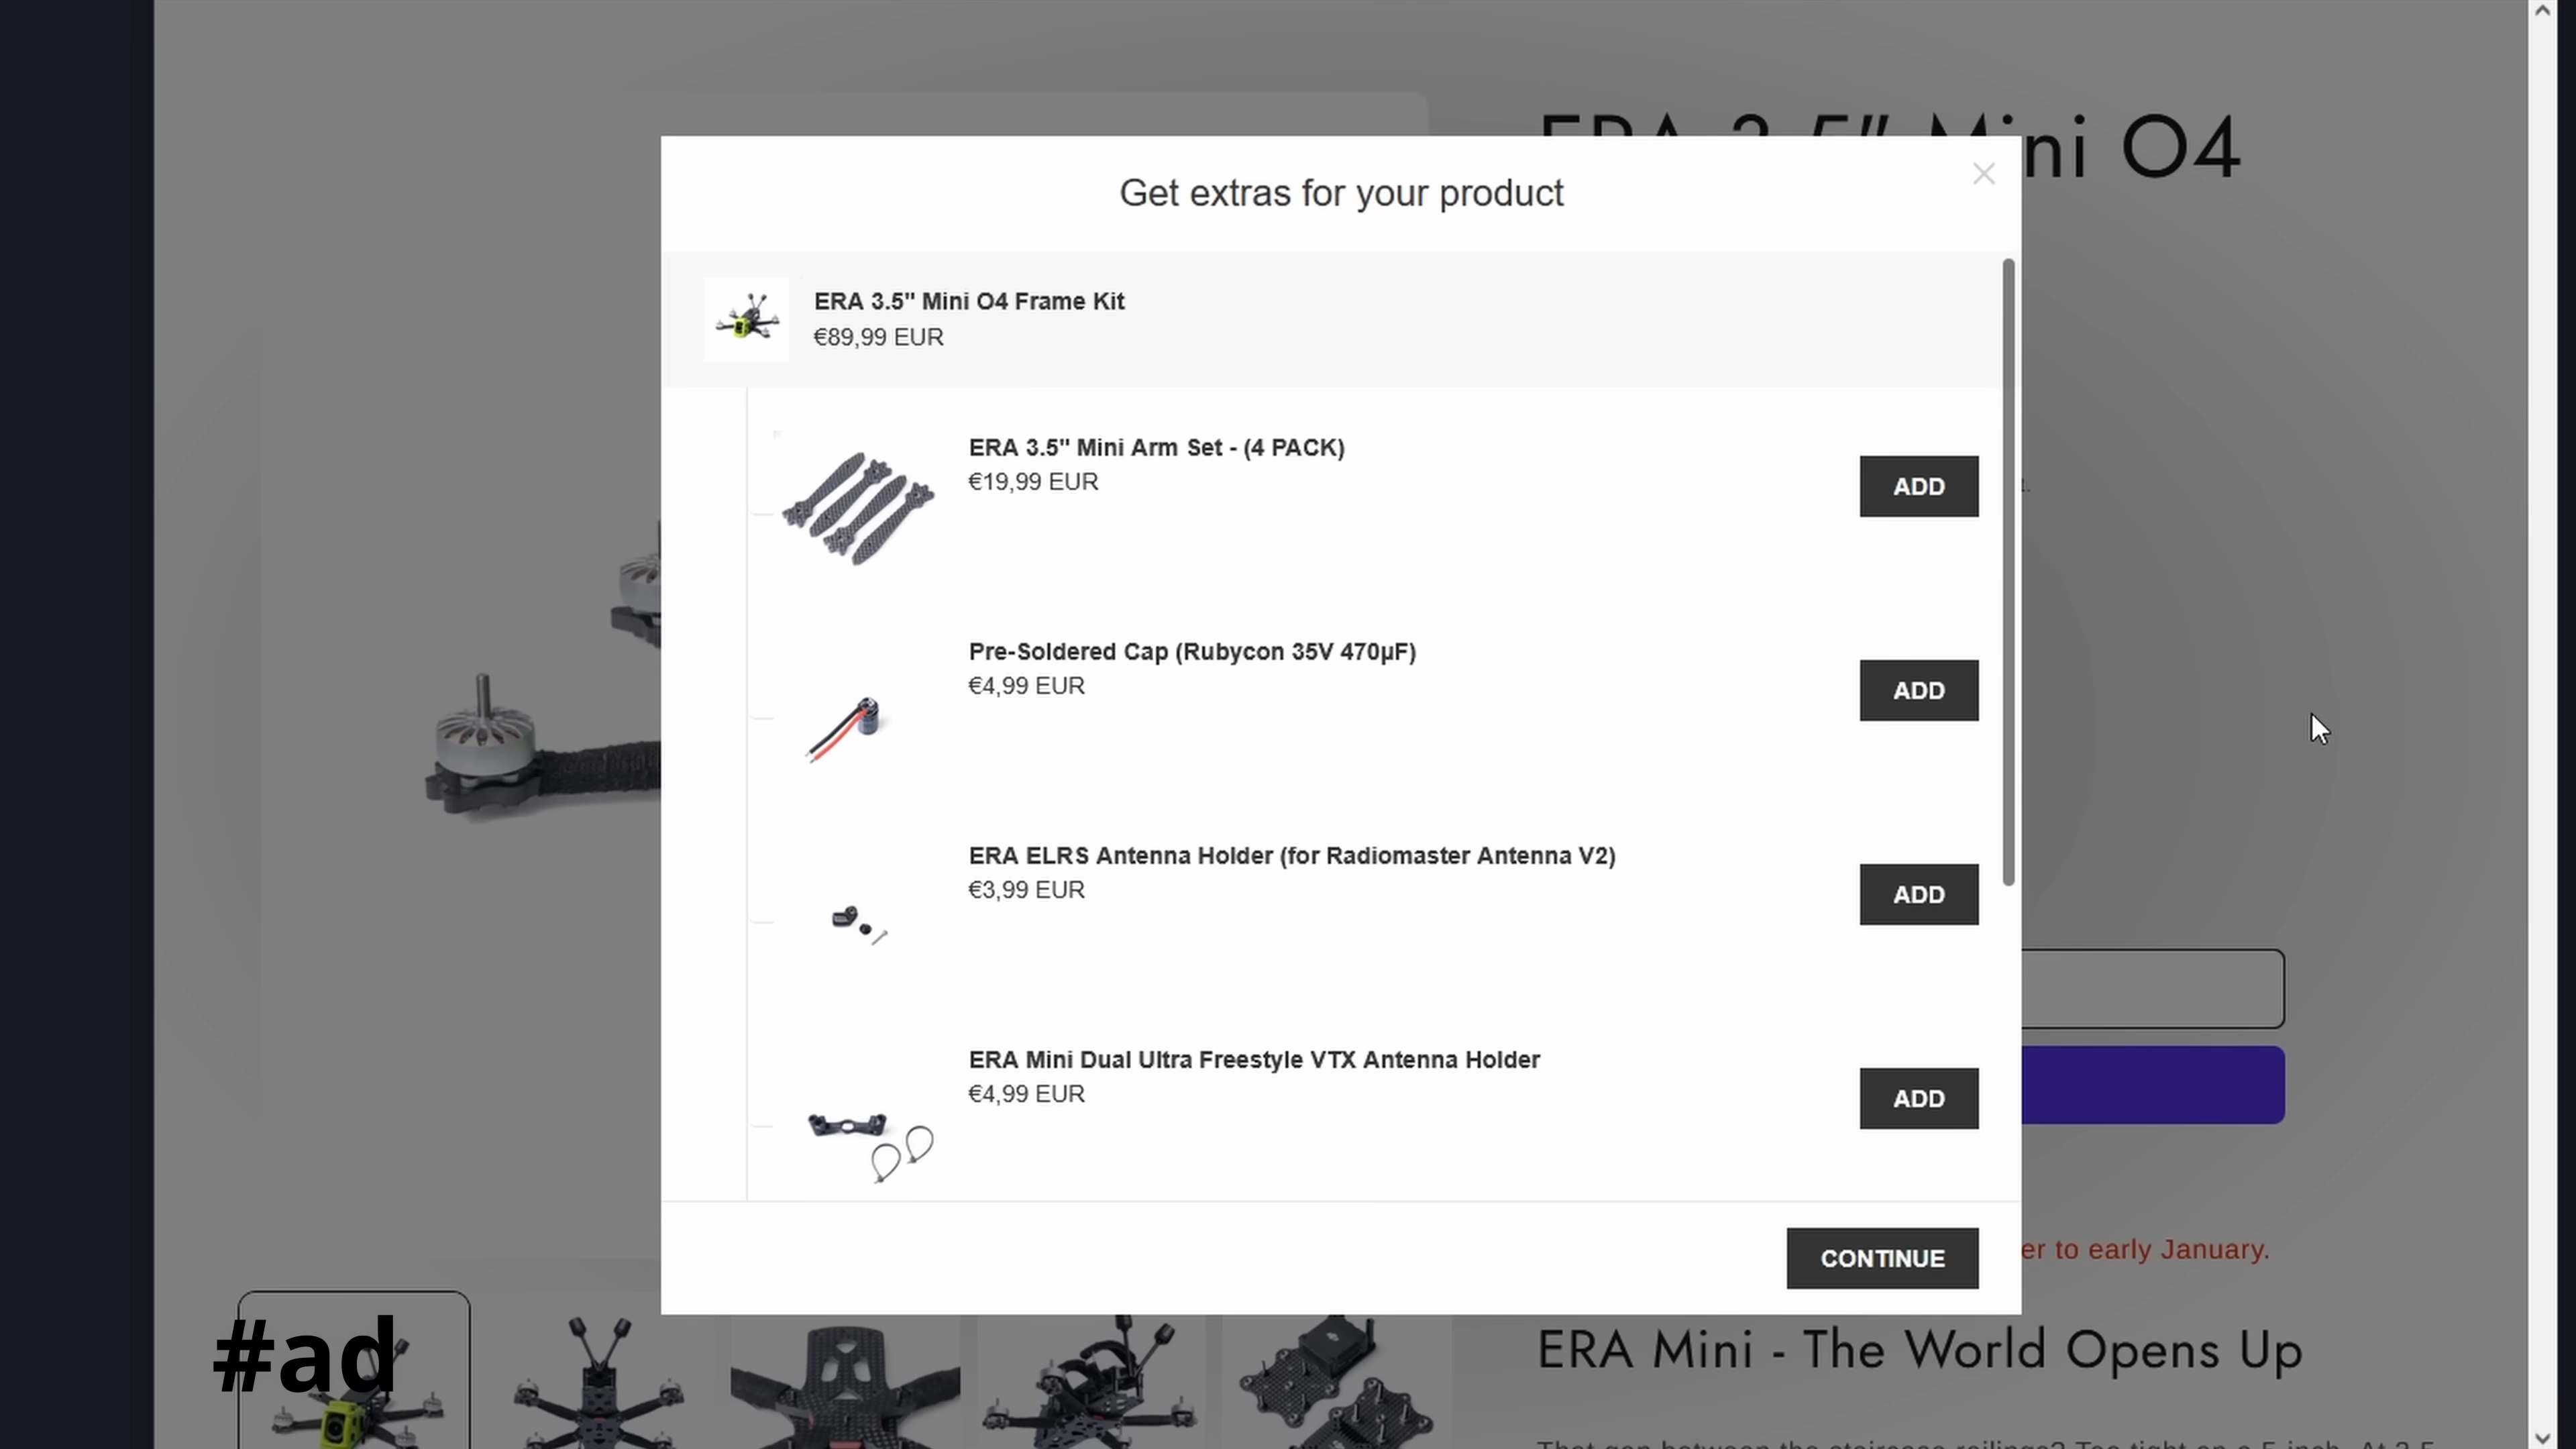 Mini O4
Get extras for your product
ERA 3.5" Mini O4 Frame Kit
€89,99 EUR
ERA 3.5" Mini Arm Set - (4 PACK)
€19,99 EUR
ADD
Pre-Soldered Cap (Rubycon 35V 470µF)
€4,99 EUR
ADD
ERA ELRS Antenna Holder (for Radiomaster Antenna V2)
€3,99 EUR
ADD
ERA Mini Dual Ultra Freestyle VTX Antenna Holder
€4,99 EUR
ADD
CONTINUE
to early January.
#ad
ERA Mini - The World Opens Up